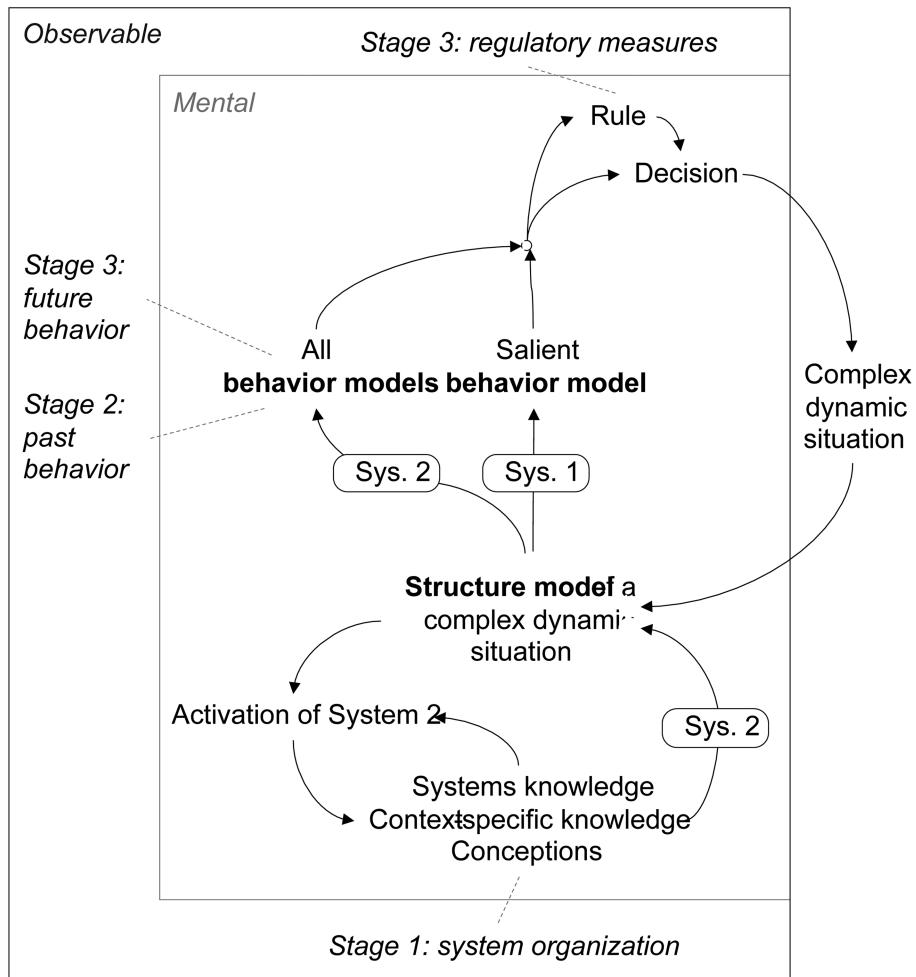 Observable
Stage 3: regulatory measures
Mental
Rule
Decision
Stage 3:
future
behavior
All
behavior models
Salient
behavior model
Stage 2:
past
behavior
Complex
dynamic
situation
Sys. 2
Sys. 1
Structure model a
complex dynami
situation
Activation of System 2
Sys. 2
Systems knowledge
Context-specific knowledge
Conceptions
Stage 1: system organization